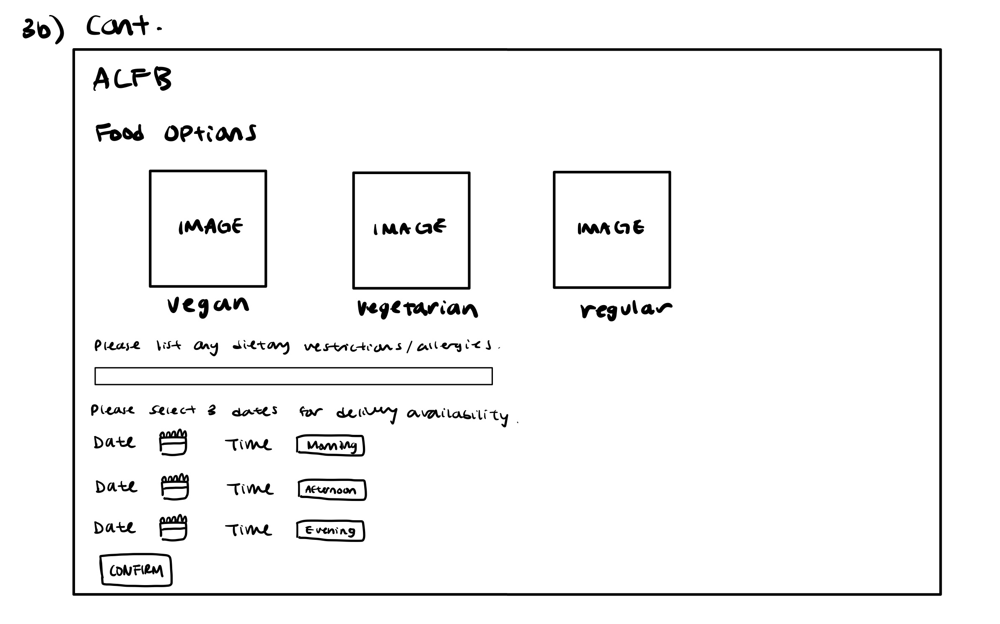 3b) Cont.
ALFB
Food options
IMAGE IMAGE IMAGE
vegan vegetarian regular
Please list any dietary restrictions/allergies.
Please select 3 dates for delivery availability.
Date Time Morning
Date Time Afternoon
Date Time Evening
CONFIRM